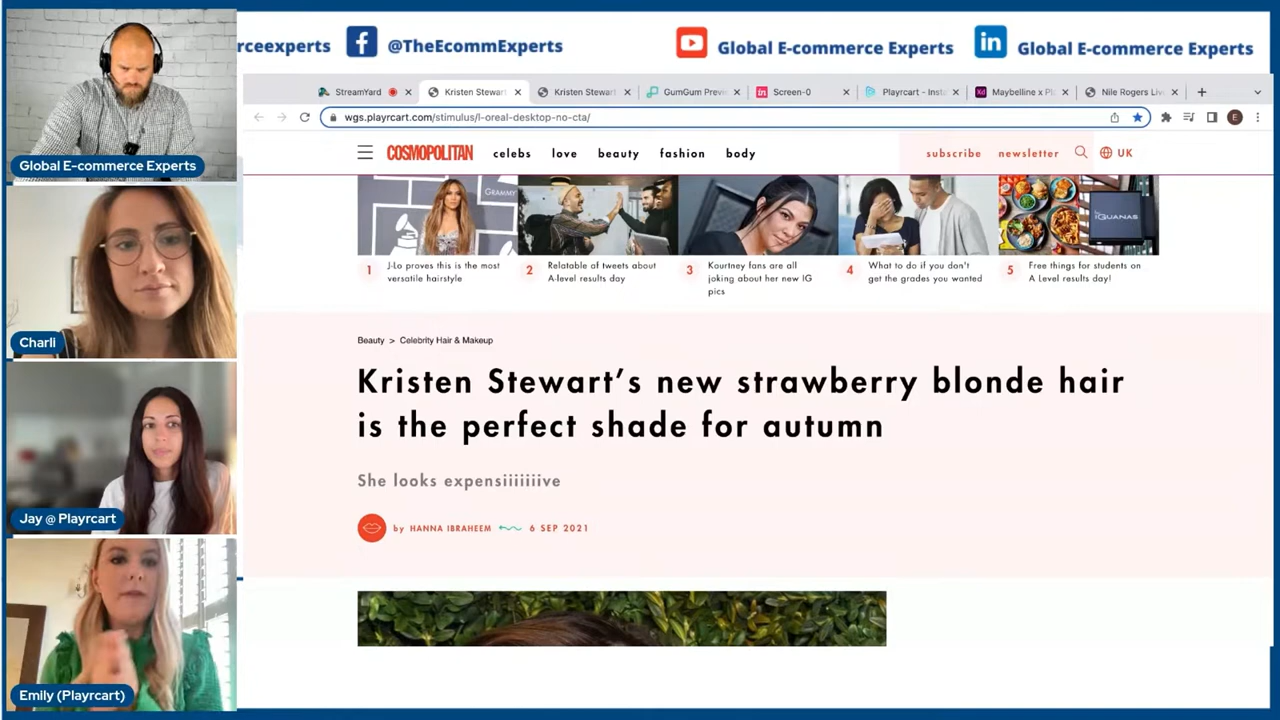 rceexperts
@TheEcommExperts
Global E-commerce Experts
Global E-commerce Experts
StreamYard
Kristen Stewart
Kristen Stewart
GumGum Previ
Screen-0
Playrcart - Inst
Maybelline x Pl
Nile Rogers Liv
wgs.playrcart.com/stimulus/l-oreal-desktop-no-cta/
E
COSMOPOLITAN
celebs
love
beauty
fashion
body
subscribe
newsletter
UK
GRAMMY
IGUANAS
1
J-Lo proves this is the most
versatile hairstyle
2
Relatable af tweets about
A-level results day
3
Kourtney fans are all
joking about her new IG
pics
4
What to do if you don't
get the grades you wanted
5
Free things for students on
A Level results day!
Beauty > Celebrity Hair & Makeup
Kristen Stewart's new strawberry blonde hair
is the perfect shade for autumn
She looks expensiiiiiiive
by HANNA IBRAHEEM
6 SEP 2021
Global E-commerce Experts
Charli
Jay @ Playrcart
Emily (Playrcart)